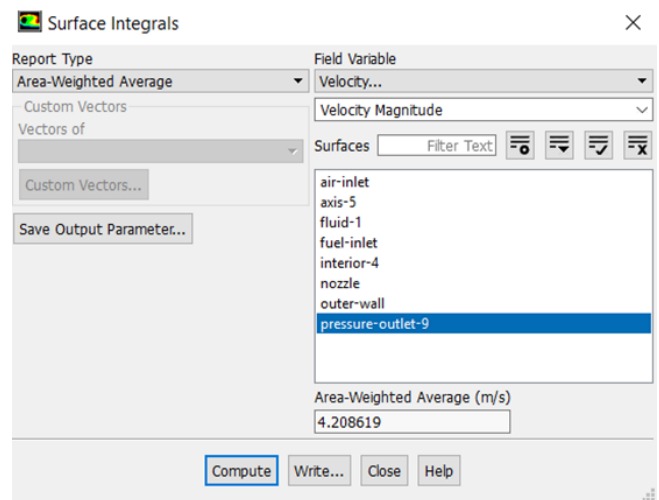 Surface Integrals
Report Type
Area-Weighted Average
Custom Vectors
Vectors of
Custom Vectors...
Save Output Parameter...
Field Variable
Velocity...
Velocity Magnitude
Surfaces Filter Text
air-inlet
axis-5
fluid-1
fuel-inlet
interior-4
nozzle
outer-wall
pressure-outlet-9
Area-Weighted Average (m/s)
4.208619
Compute Write... Close Help